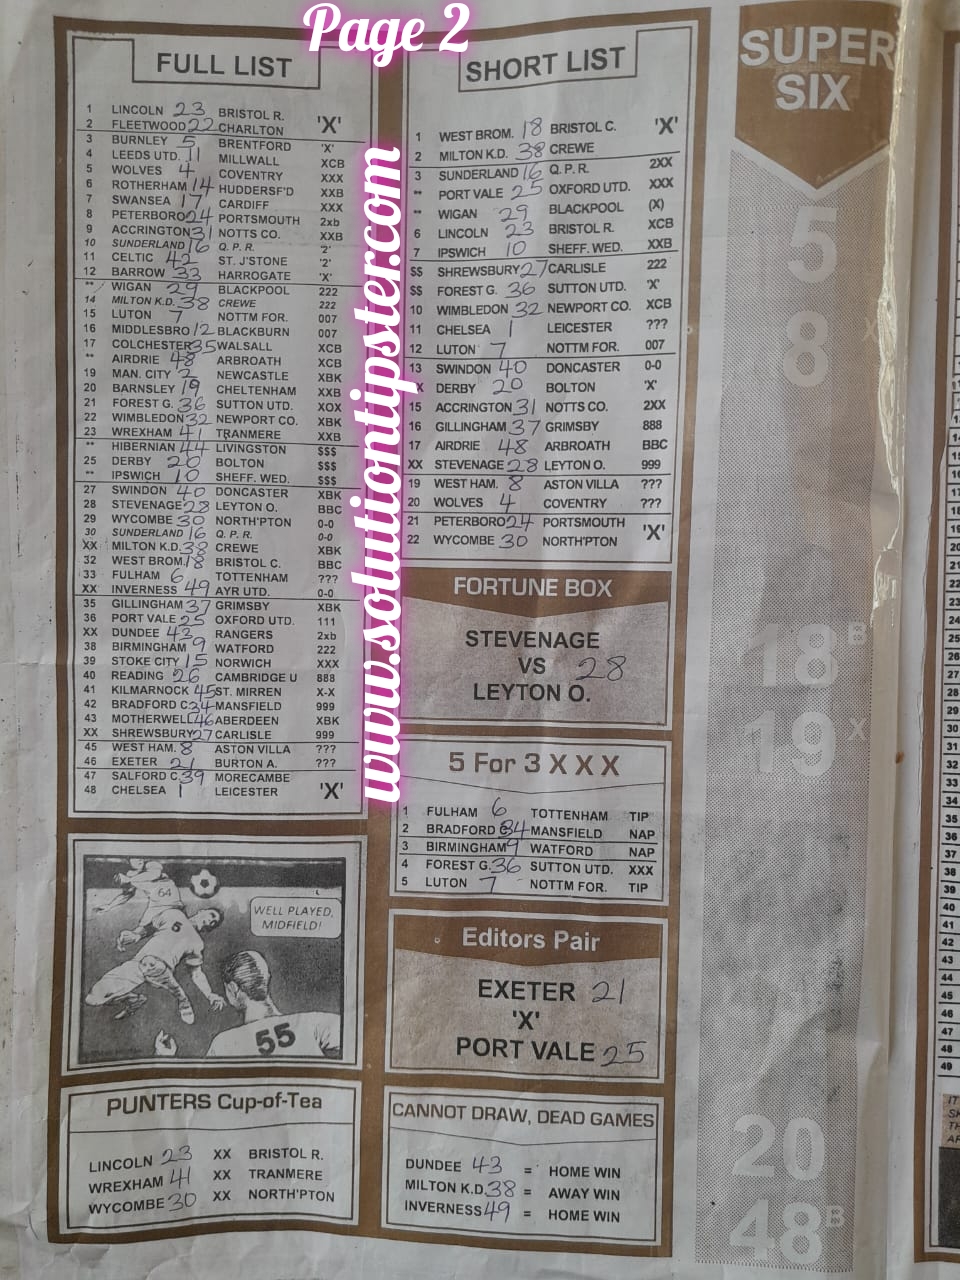 Page 2
www.solutiontipster.com
FULL LIST
1 LINCOLN 23 BRISTOL R.
2 FLEETWOOD 22 CHARLTON 'X'
3 BURNLEY 5 BRENTFORD 'X'
4 LEEDS UTD. 11 MILLWALL XCB
5 WOLVES 4 COVENTRY XXX
6 ROTHERHAM 14 HUDDERSF'D XXB
7 SWANSEA 17 CARDIFF XXX
8 PETERBORO 24 PORTSMOUTH 2xb
9 ACCRINGTON 31 NOTTS CO. XXB
10 SUNDERLAND 16 Q. P. R. '2'
11 CELTIC 42 ST. J'STONE '2'
12 BARROW 33 HARROGATE 'X'
** WIGAN 29 BLACKPOOL 222
14 MILTON K.D. 38 CREWE 222
15 LUTON 7 NOTTM FOR. 007
16 MIDDLESBRO 12 BLACKBURN 007
17 COLCHESTER 35 WALSALL XCB
** AIRDRIE 48 ARBROATH XCB
19 MAN. CITY 2 NEWCASTLE XBK
20 BARNSLEY 19 CHELTENHAM XXB
21 FOREST G. 36 SUTTON UTD. XOX
22 WIMBLEDON 32 NEWPORT CO. XBK
23 WREXHAM 41 TRANMERE XXB
** HIBERNIAN 44 LIVINGSTON $$$
25 DERBY 20 BOLTON $$$
** IPSWICH 10 SHEFF. WED. $$$
27 SWINDON 40 DONCASTER XBK
28 STEVENAGE 28 LEYTON O. BBC
29 WYCOMBE 30 NORTH'PTON 0-0
30 SUNDERLAND 16 Q. P. R. 0-0
XX MILTON K.D. 38 CREWE XBK
32 WEST BROM. 18 BRISTOL C. BBC
33 FULHAM 6 TOTTENHAM ???
XX INVERNESS 49 AYR UTD. 0-0
35 GILLINGHAM 37 GRIMSBY XBK
36 PORT VALE 25 OXFORD UTD. 111
XX DUNDEE 43 RANGERS 2xb
38 BIRMINGHAM 9 WATFORD 222
39 STOKE CITY 15 NORWICH XXX
40 READING 26 CAMBRIDGE U 888
41 KILMARNOCK 45 ST. MIRREN X-X
42 BRADFORD C 34 MANSFIELD 999
43 MOTHERWELL 46 ABERDEEN XBK
XX SHREWSBURY 27 CARLISLE 999
45 WEST HAM. 8 ASTON VILLA ???
46 EXETER 21 BURTON A. ???
47 SALFORD C. 39 MORECAMBE
48 CHELSEA 1 LEICESTER 'X'
64
6
WELL PLAYED,
MIDFIELD!
55
PUNTERS Cup-of-Tea
LINCOLN 23 XX BRISTOL R.
WREXHAM 41 XX TRANMERE
WYCOMBE 30 XX NORTH'PTON
SHORT LIST
1 WEST BROM. 18 BRISTOL C. 'X'
2 MILTON K.D. 38 CREWE
3 SUNDERLAND 16 Q. P. R. 2XX
** PORT VALE 25 OXFORD UTD. XXX
** WIGAN 29 BLACKPOOL (X)
6 LINCOLN 23 BRISTOL R. XCB
7 IPSWICH 10 SHEFF. WED. XXB
$$ SHREWSBURY 27 CARLISLE 222
$$ FOREST G. 36 SUTTON UTD. 'X'
10 WIMBLEDON 32 NEWPORT CO. XCB
11 CHELSEA 1 LEICESTER ???
12 LUTON 7 NOTTM FOR. 007
13 SWINDON 40 DONCASTER 0-0
X DERBY 20 BOLTON 'X'
15 ACCRINGTON 31 NOTTS CO. 2XX
16 GILLINGHAM 37 GRIMSBY 888
17 AIRDRIE 48 ARBROATH BBC
XX STEVENAGE 28 LEYTON O. 999
19 WEST HAM. 8 ASTON VILLA ???
20 WOLVES 4 COVENTRY ???
21 PETERBORO 24 PORTSMOUTH 'X'
22 WYCOMBE 30 NORTH'PTON
FORTUNE BOX
STEVENAGE
VS 28
LEYTON O.
5 For 3 X X X
1 FULHAM 6 TOTTENHAM TIP
2 BRADFORD C 34 MANSFIELD NAP
3 BIRMINGHAM 9 WATFORD NAP
4 FOREST G. 36 SUTTON UTD. XXX
5 LUTON 7 NOTTM FOR. TIP
Editors Pair
EXETER 21
'X'
PORT VALE 25
CANNOT DRAW, DEAD GAMES
DUNDEE 43 = HOME WIN
MILTON K.D 38 = AWAY WIN
INVERNESS 49 = HOME WIN
SUPER
SIX
5
8 X
18 B
19 X
20
48 B